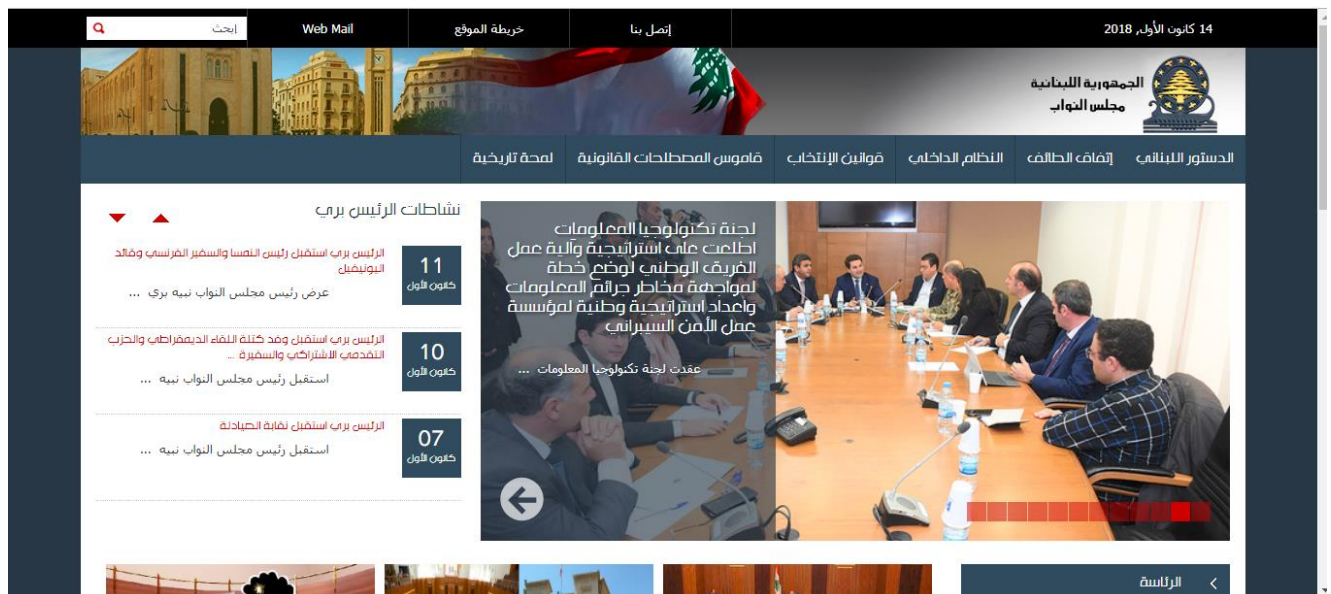 14 كانون الأول, 2018
إتصل بنا
خريطة الموقع
Web Mail
إبحث
الجمهورية اللبنانية
مجلس النواب
الدستور اللبناني
إتفاق الطائف
النظام الداخلي
قوانين الإنتخاب
قاموس المصطلحات القانونية
لمحة تاريخية
لجنة تكنولوجيا المعلومات
اطلعت على استراتيجية وآلية عمل
الفريق الوطني لوضع خطة
لمواجهة مخاطر جرائم المعلومات
واعداد استراتيجية وطنية لمؤسسة
عمل الأمن السيبراني
عقدت لجنة تكنولوجيا المعلومات ...
نشاطات الرئيس بري
11
كانون الأول
الرئيس بري استقبل رئيس النمسا والسفير الفرنسي وقائد
اليونيفيل
عرض رئيس مجلس النواب نبيه بري ...
10
كانون الأول
الرئيس بري استقبل وفد كتلة اللقاء الديمقراطي والحزب
التقدمي الاشتراكي والسفيرة ...
استقبل رئيس مجلس النواب نبيه ...
07
كانون الأول
الرئيس بري استقبل نقابة الصيادلة
استقبل رئيس مجلس النواب نبيه ...
الرئاسة